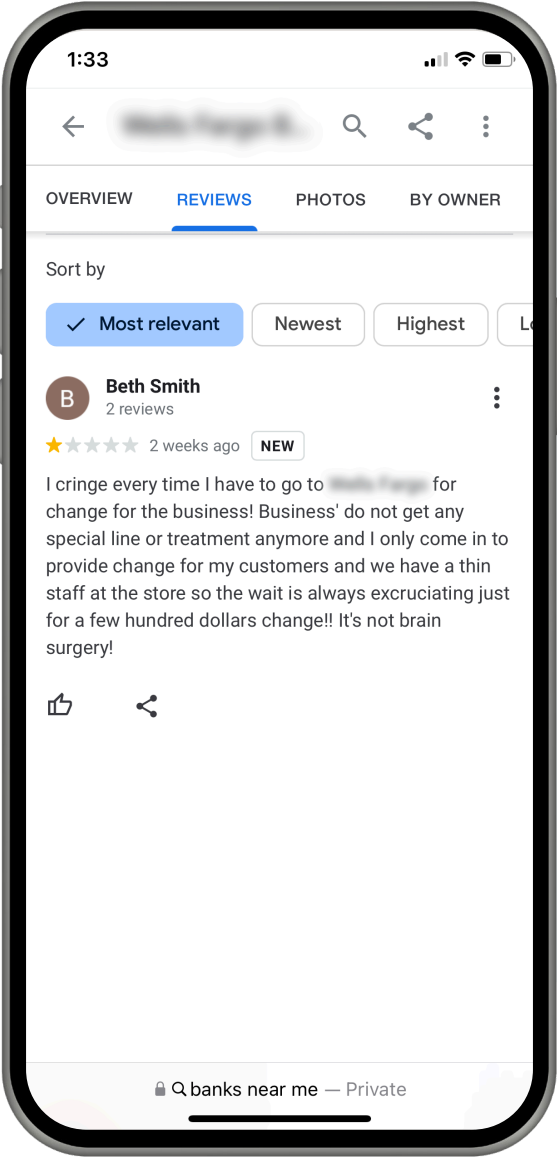 1:33
OVERVIEW REVIEWS PHOTOS BY OWNER
Sort by
Most relevant Newest Highest
B Beth Smith
2 reviews
2 weeks ago NEW
I cringe every time I have to go to for
change for the business! Business' do not get any
special line or treatment anymore and I only come in to
provide change for my customers and we have a thin
staff at the store so the wait is always excruciating just
for a few hundred dollars change!! It's not brain
surgery!
banks near me — Private